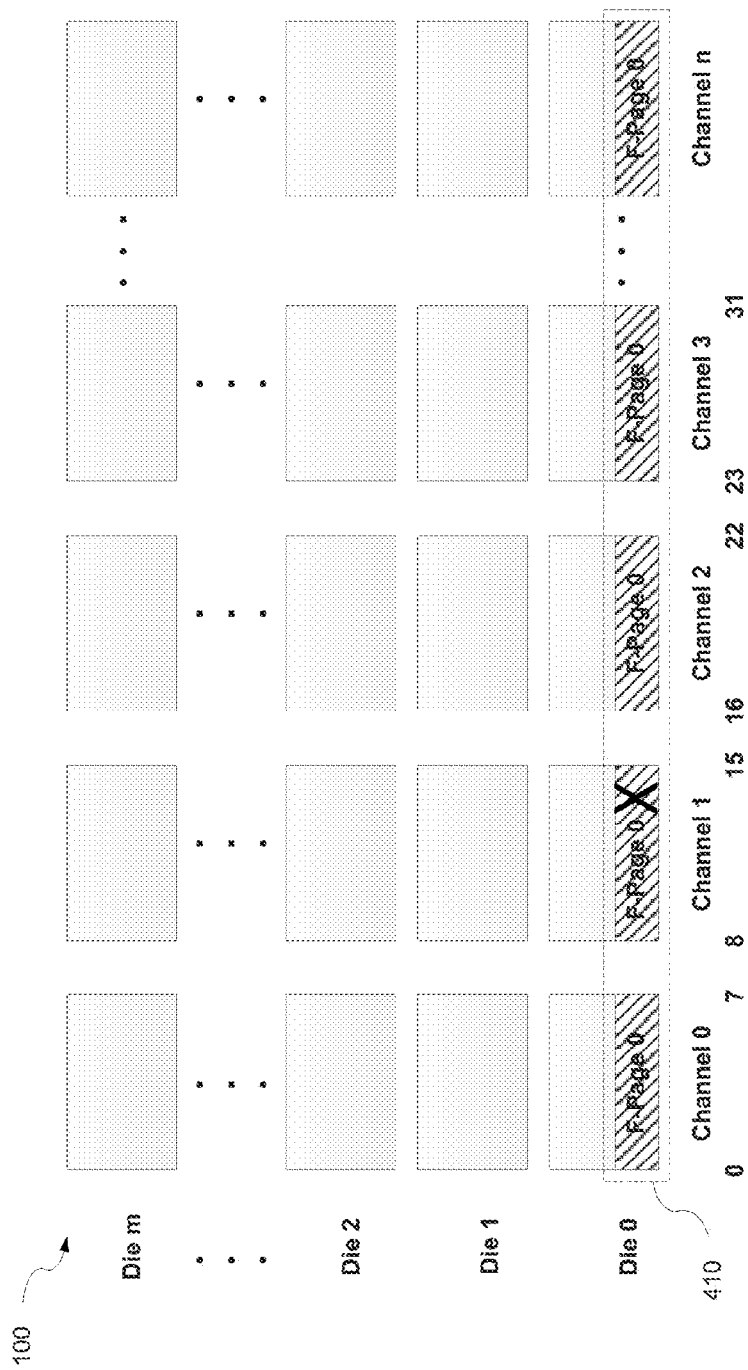 100
Die m
Die 2
Die 1
Die 0
F-Page 0
F-Page 0
F-Page 0
F-Page 0
F-Page 0
X
Channel 0
Channel 1
Channel 2
Channel 3
Channel n
0
7
8
15
16
22
23
31
410